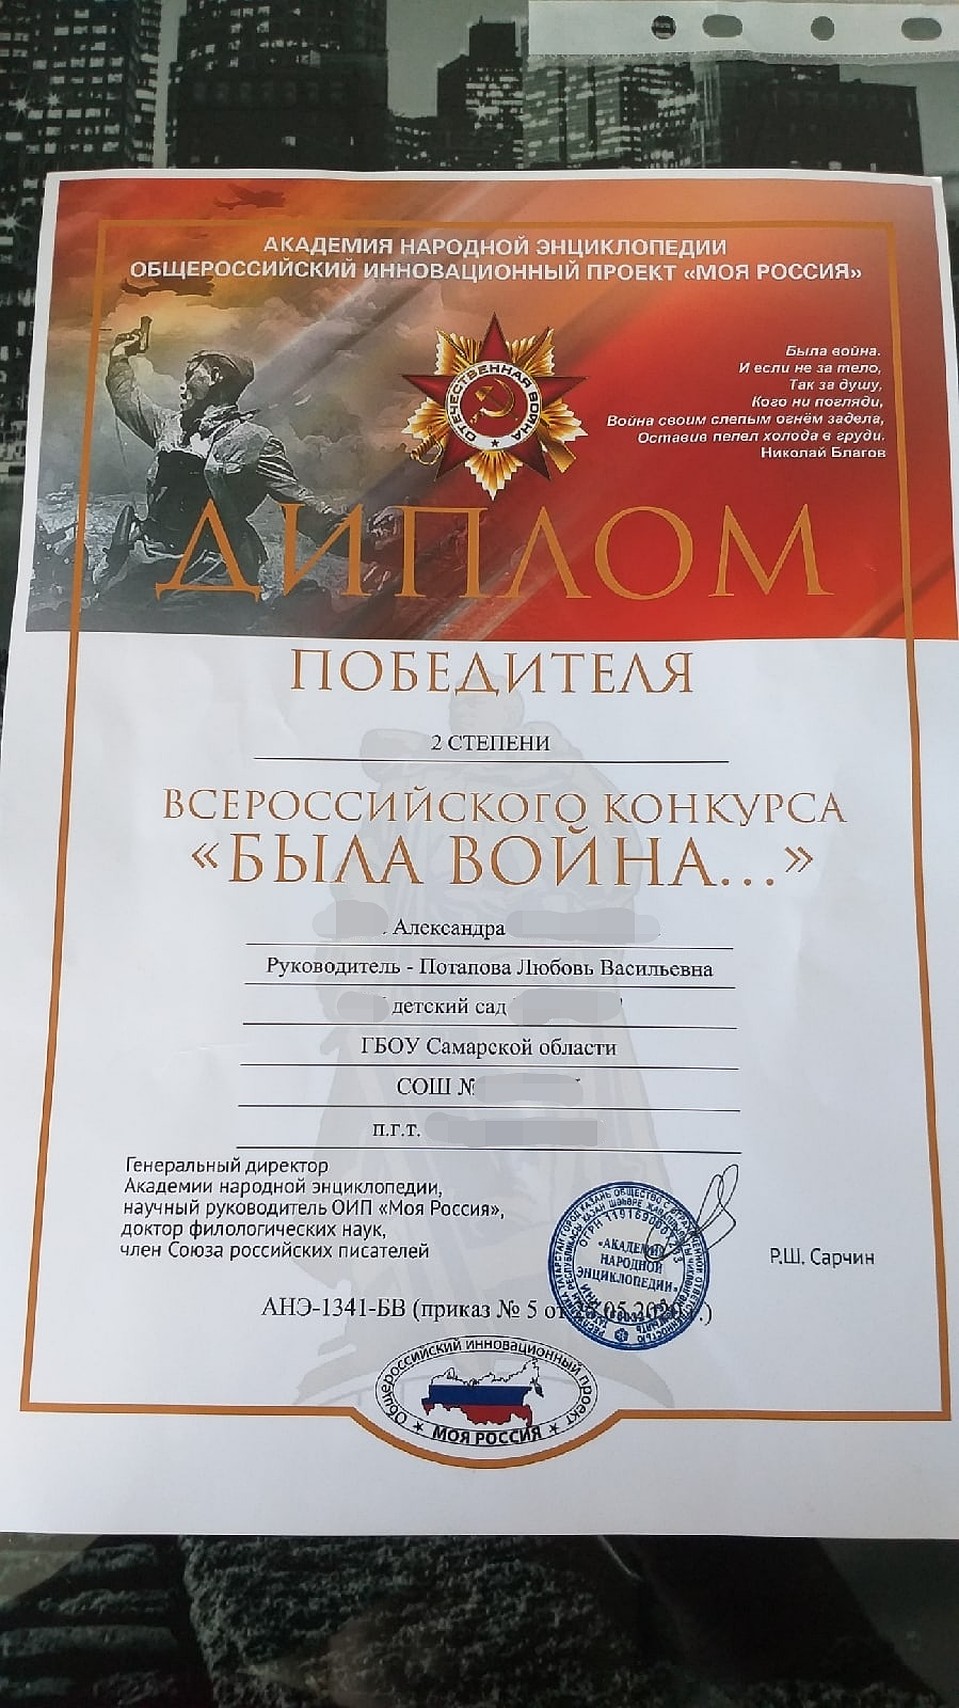 АКАДЕМИЯ НАРОДНОЙ ЭНЦИКЛОПЕДИИ
ОБЩЕРОССИЙСКИЙ ИННОВАЦИОННЫЙ ПРОЕКТ «МОЯ РОССИЯ»
ОТЕЧЕСТВЕННАЯ ВОЙНА
Была война.
И если не за тело,
Так за душу,
Кого ни погляди,
Война своим слепым огнём задела,
Оставив пепел холода в груди.
Николай Благов
ДИПЛОМ
ПОБЕДИТЕЛЯ
2 СТЕПЕНИ
ВСЕРОССИЙСКОГО КОНКУРСА
«БЫЛА ВОЙНА...»
Александра
Руководитель - Потапова Любовь Васильевна
детский сад
ГБОУ Самарской области
СОШ №
п.г.т.
Генеральный директор
Академии народной энциклопедии,
научный руководитель ОИП «Моя Россия»,
доктор филологических наук,
член Союза российских писателей
«АКАДЕМИЯ
НАРОДНОЙ
ЭНЦИКЛОПЕДИИ»
Р.Ш. Сарчин
АНЭ-1341-БВ (приказ № 5 от
Общероссийский инновационный проект
МОЯ РОССИЯ